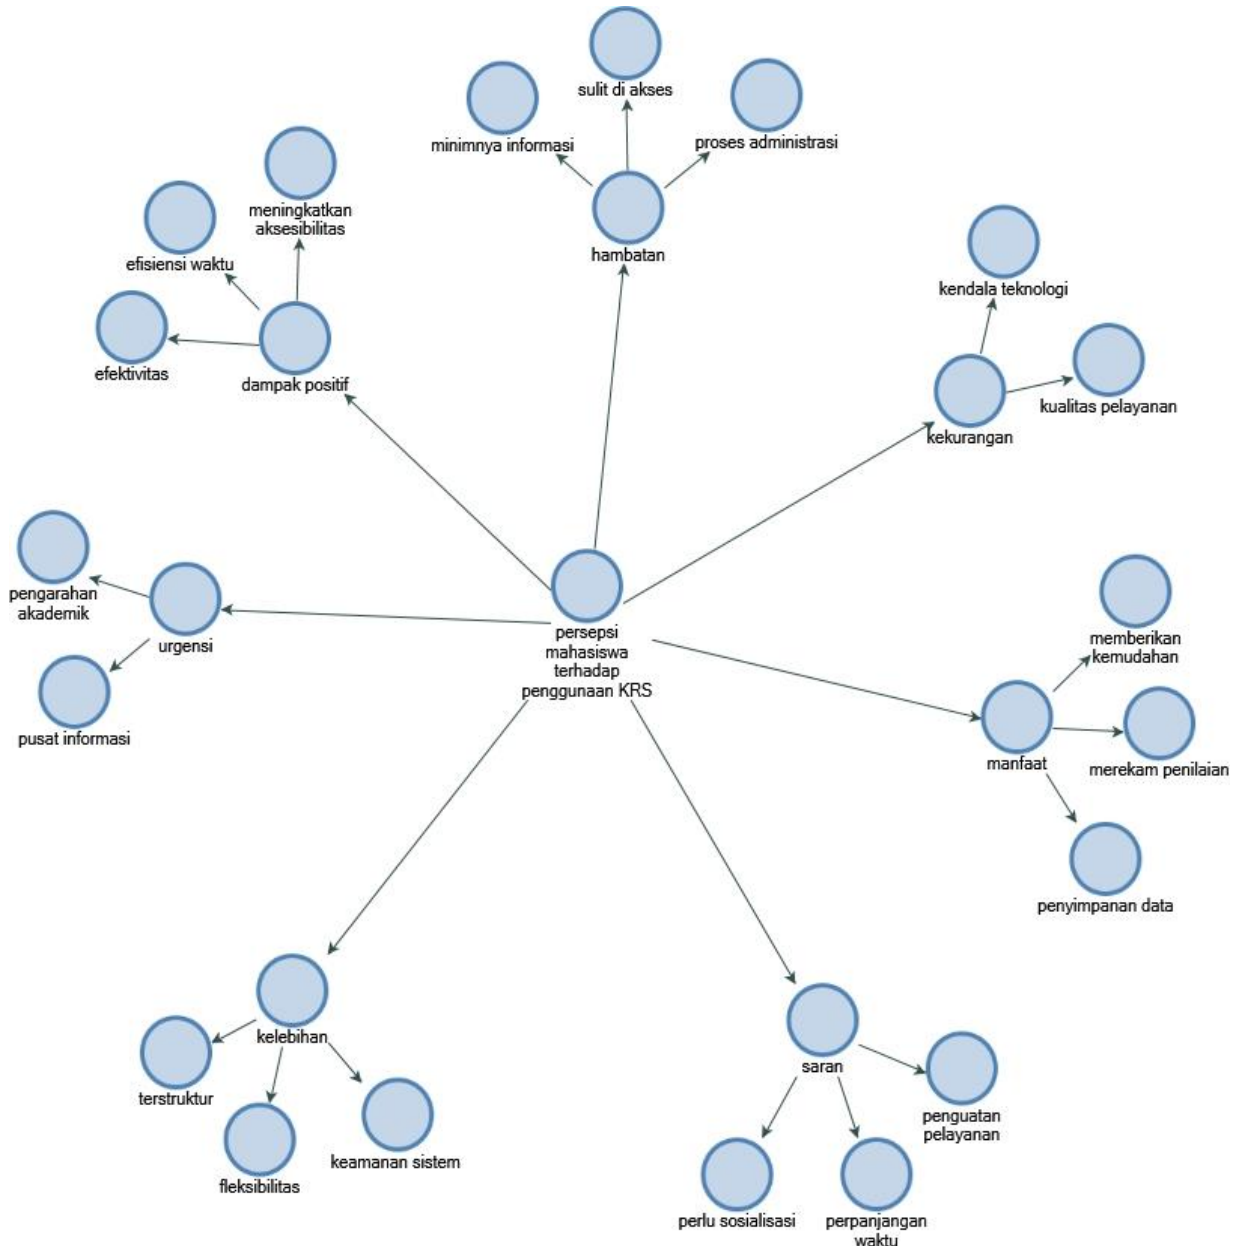 sulit di akses
minimnya informasi
proses administrasi
hambatan
meningkatkan
aksesibilitas
efisiensi waktu
efektivitas
dampak positif
kendala teknologi
kualitas pelayanan
kekurangan
pengarahan
akademik
urgensi
pusat informasi
persepsi
mahasiswa
terhadap
penggunaan KRS
memberikan
kemudahan
manfaat
merekam penilaian
penyimpanan data
kelebihan
terstruktur
fleksibilitas
keamanan sistem
saran
penguatan
pelayanan
perlu sosialisasi
perpanjangan
waktu